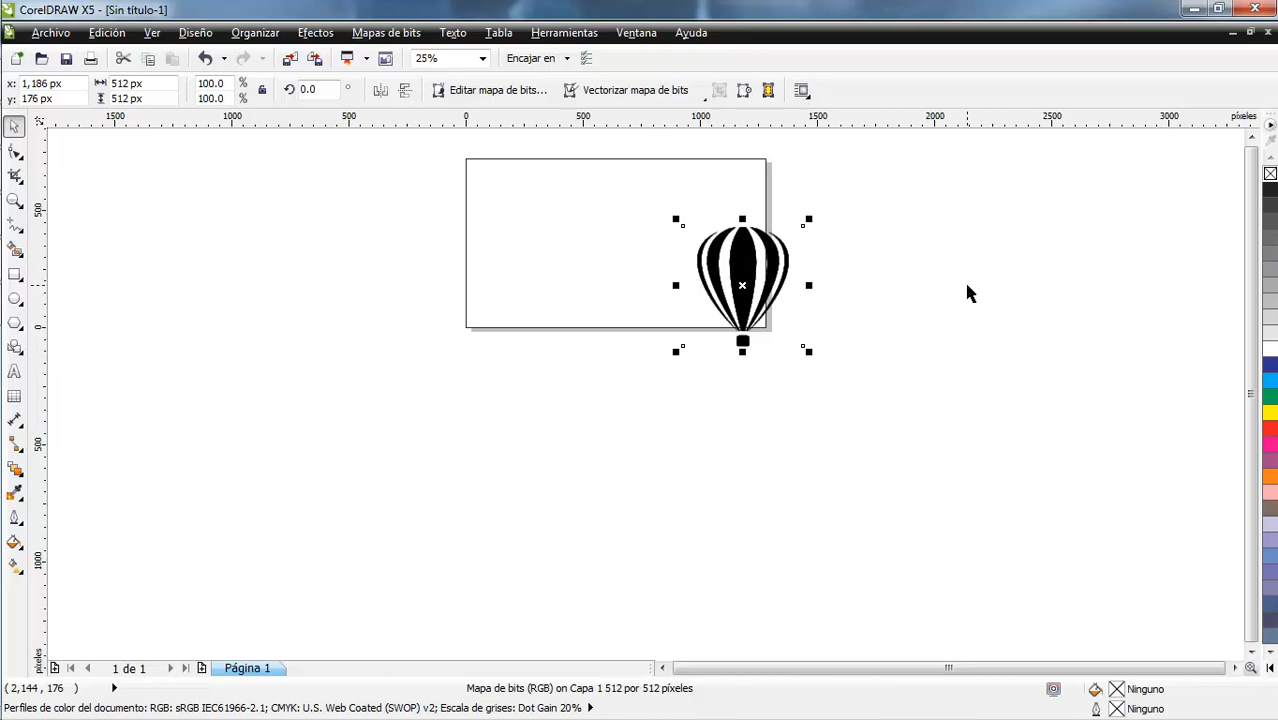 CorelDRAW X5 - [Sin título-1]
Archivo Edición Ver Diseño Organizar Efectos Mapas de bits Texto Tabla Herramientas Ventana Ayuda
25% Encajar en
x: 1,186 px 512 px 100.0 % 0.0 ° Editar mapa de bits... Vectorizar mapa de bits
y: 176 px 512 px 100.0 %
1500 1000 500 0 500 1000 1500 2000 2500 3000 píxeles
500
0
500
1000
píxeles
1 de 1 Página 1
( 2,144 , 176 ) Mapa de bits (RGB) on Capa 1 512 por 512 píxeles Ninguno
Perfiles de color del documento: RGB: sRGB IEC61966-2.1; CMYK: U.S. Web Coated (SWOP) v2; Escala de grises: Dot Gain 20% Ninguno